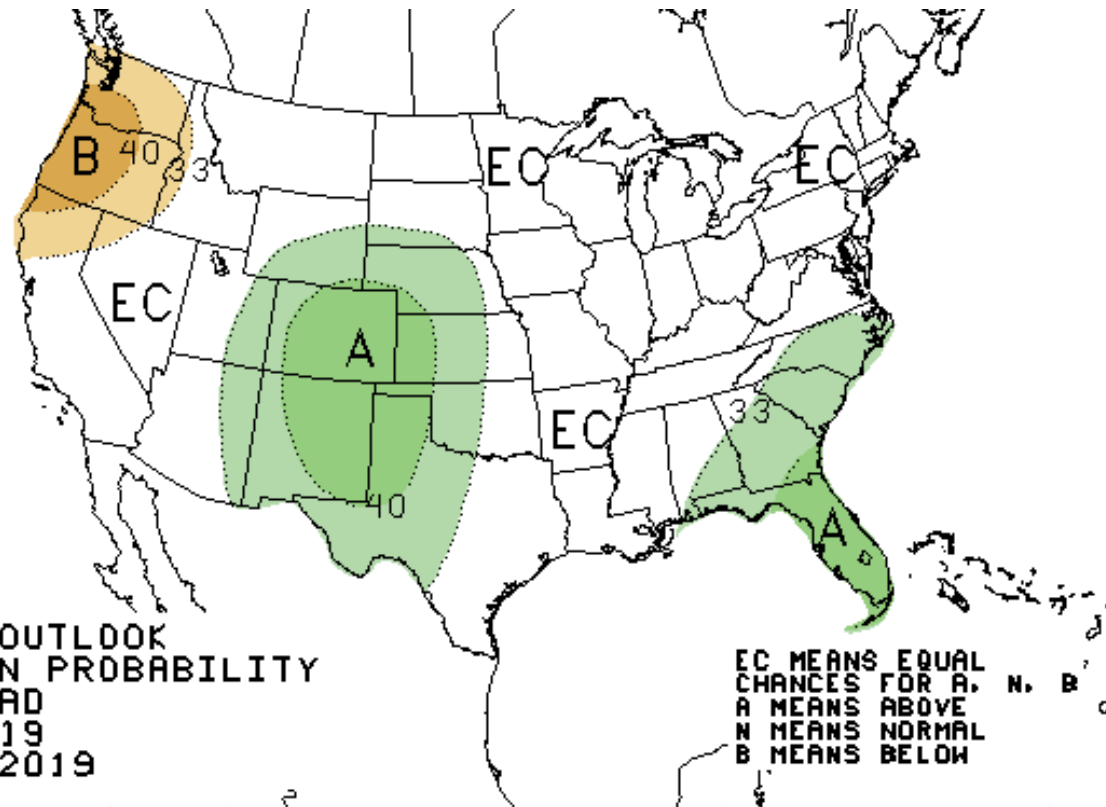 B 40
33
EC
EC
EC
A
40
EC
33
A
OUTLOOK
N PROBABILITY
AD
19
2019
EC MEANS EQUAL
CHANCES FOR A, N, B
A MEANS ABOVE
N MEANS NORMAL
B MEANS BELOW